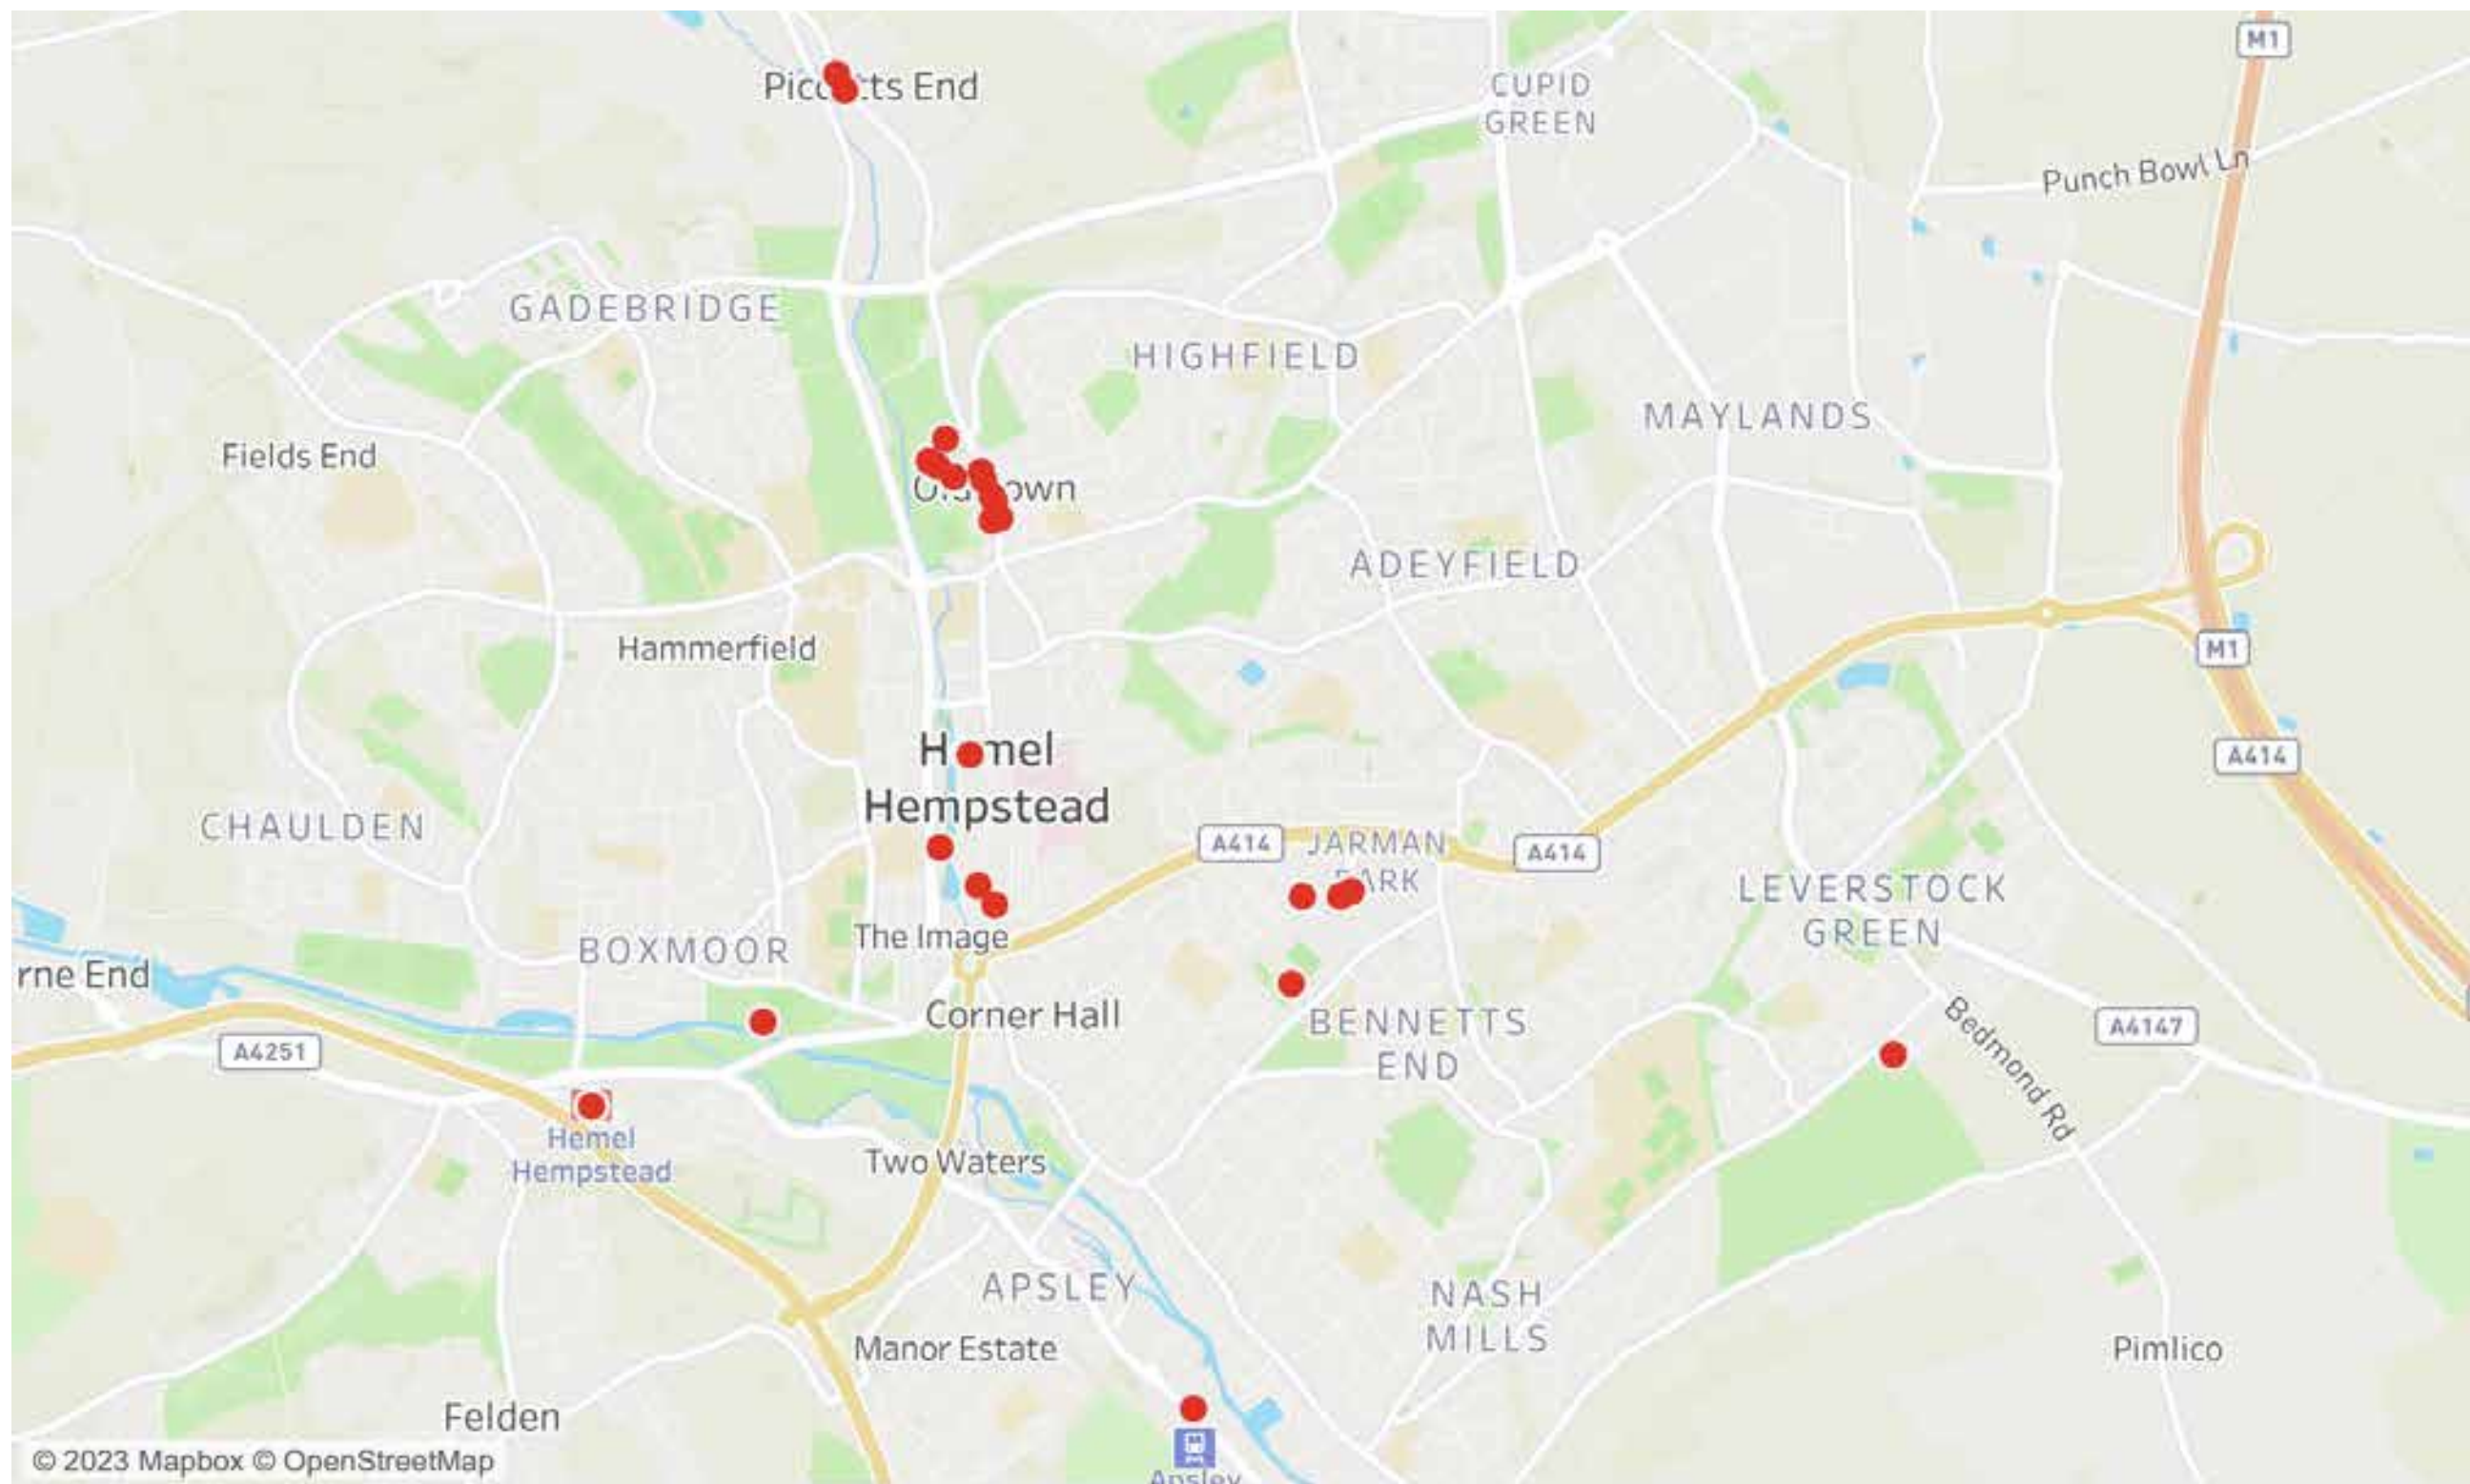 M1
Piccotts End
CUPID
GREEN
Punch Bowl Ln
GADEBRIDGE
HIGHFIELD
MAYLANDS
Fields End
Old Town
ADEYFIELD
Hammerfield
M1
Hemel
Hempstead
A414
CHAULDEN
A414
JARMAN
PARK
A414
LEVERSTOCK
GREEN
BOXMOOR
The Image
rne End
Corner Hall
BENNETTS
END
Bedmond Rd
A4147
A4251
Hemel
Hempstead
Two Waters
APSLEY
NASH
MILLS
Manor Estate
Pimlico
Felden
© 2023 Mapbox © OpenStreetMap
Apsley